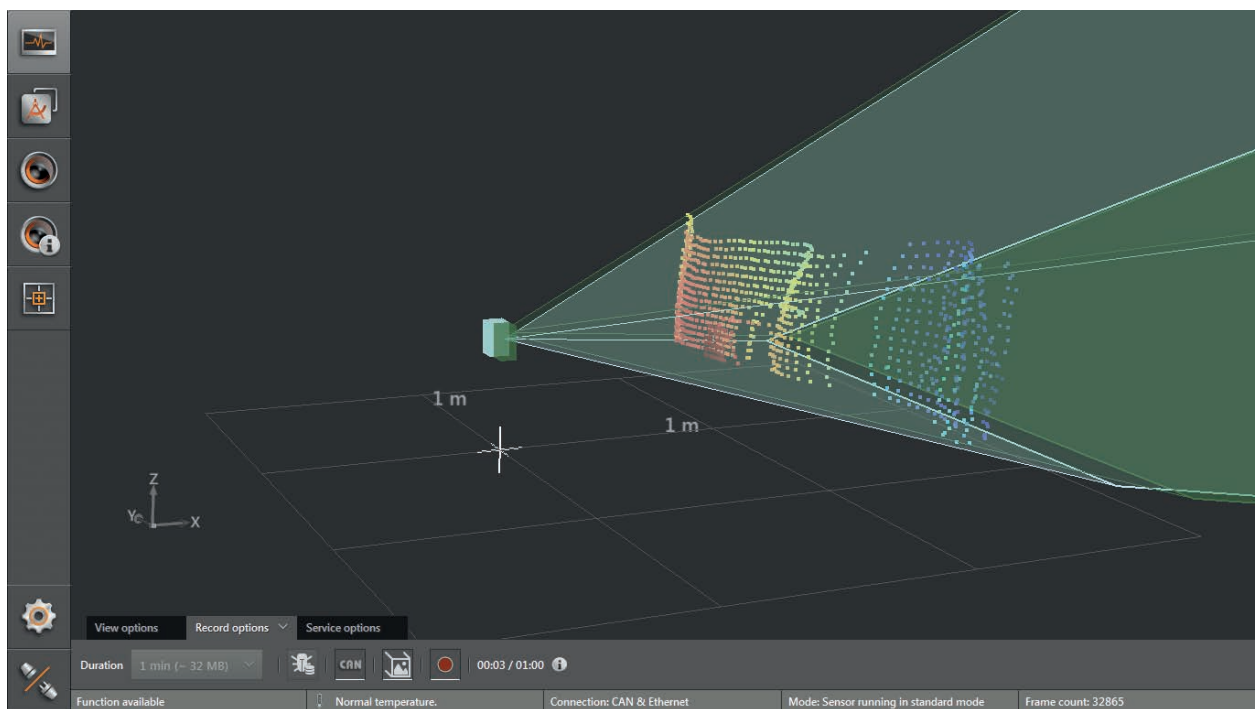 1 m
1 m
Z
Y
X
View options
Record options
Service options
Duration
1 min (~ 32 MB)
CAN
00:03 / 01:00
Function available
Normal temperature.
Connection: CAN & Ethernet
Mode: Sensor running in standard mode
Frame count: 32865